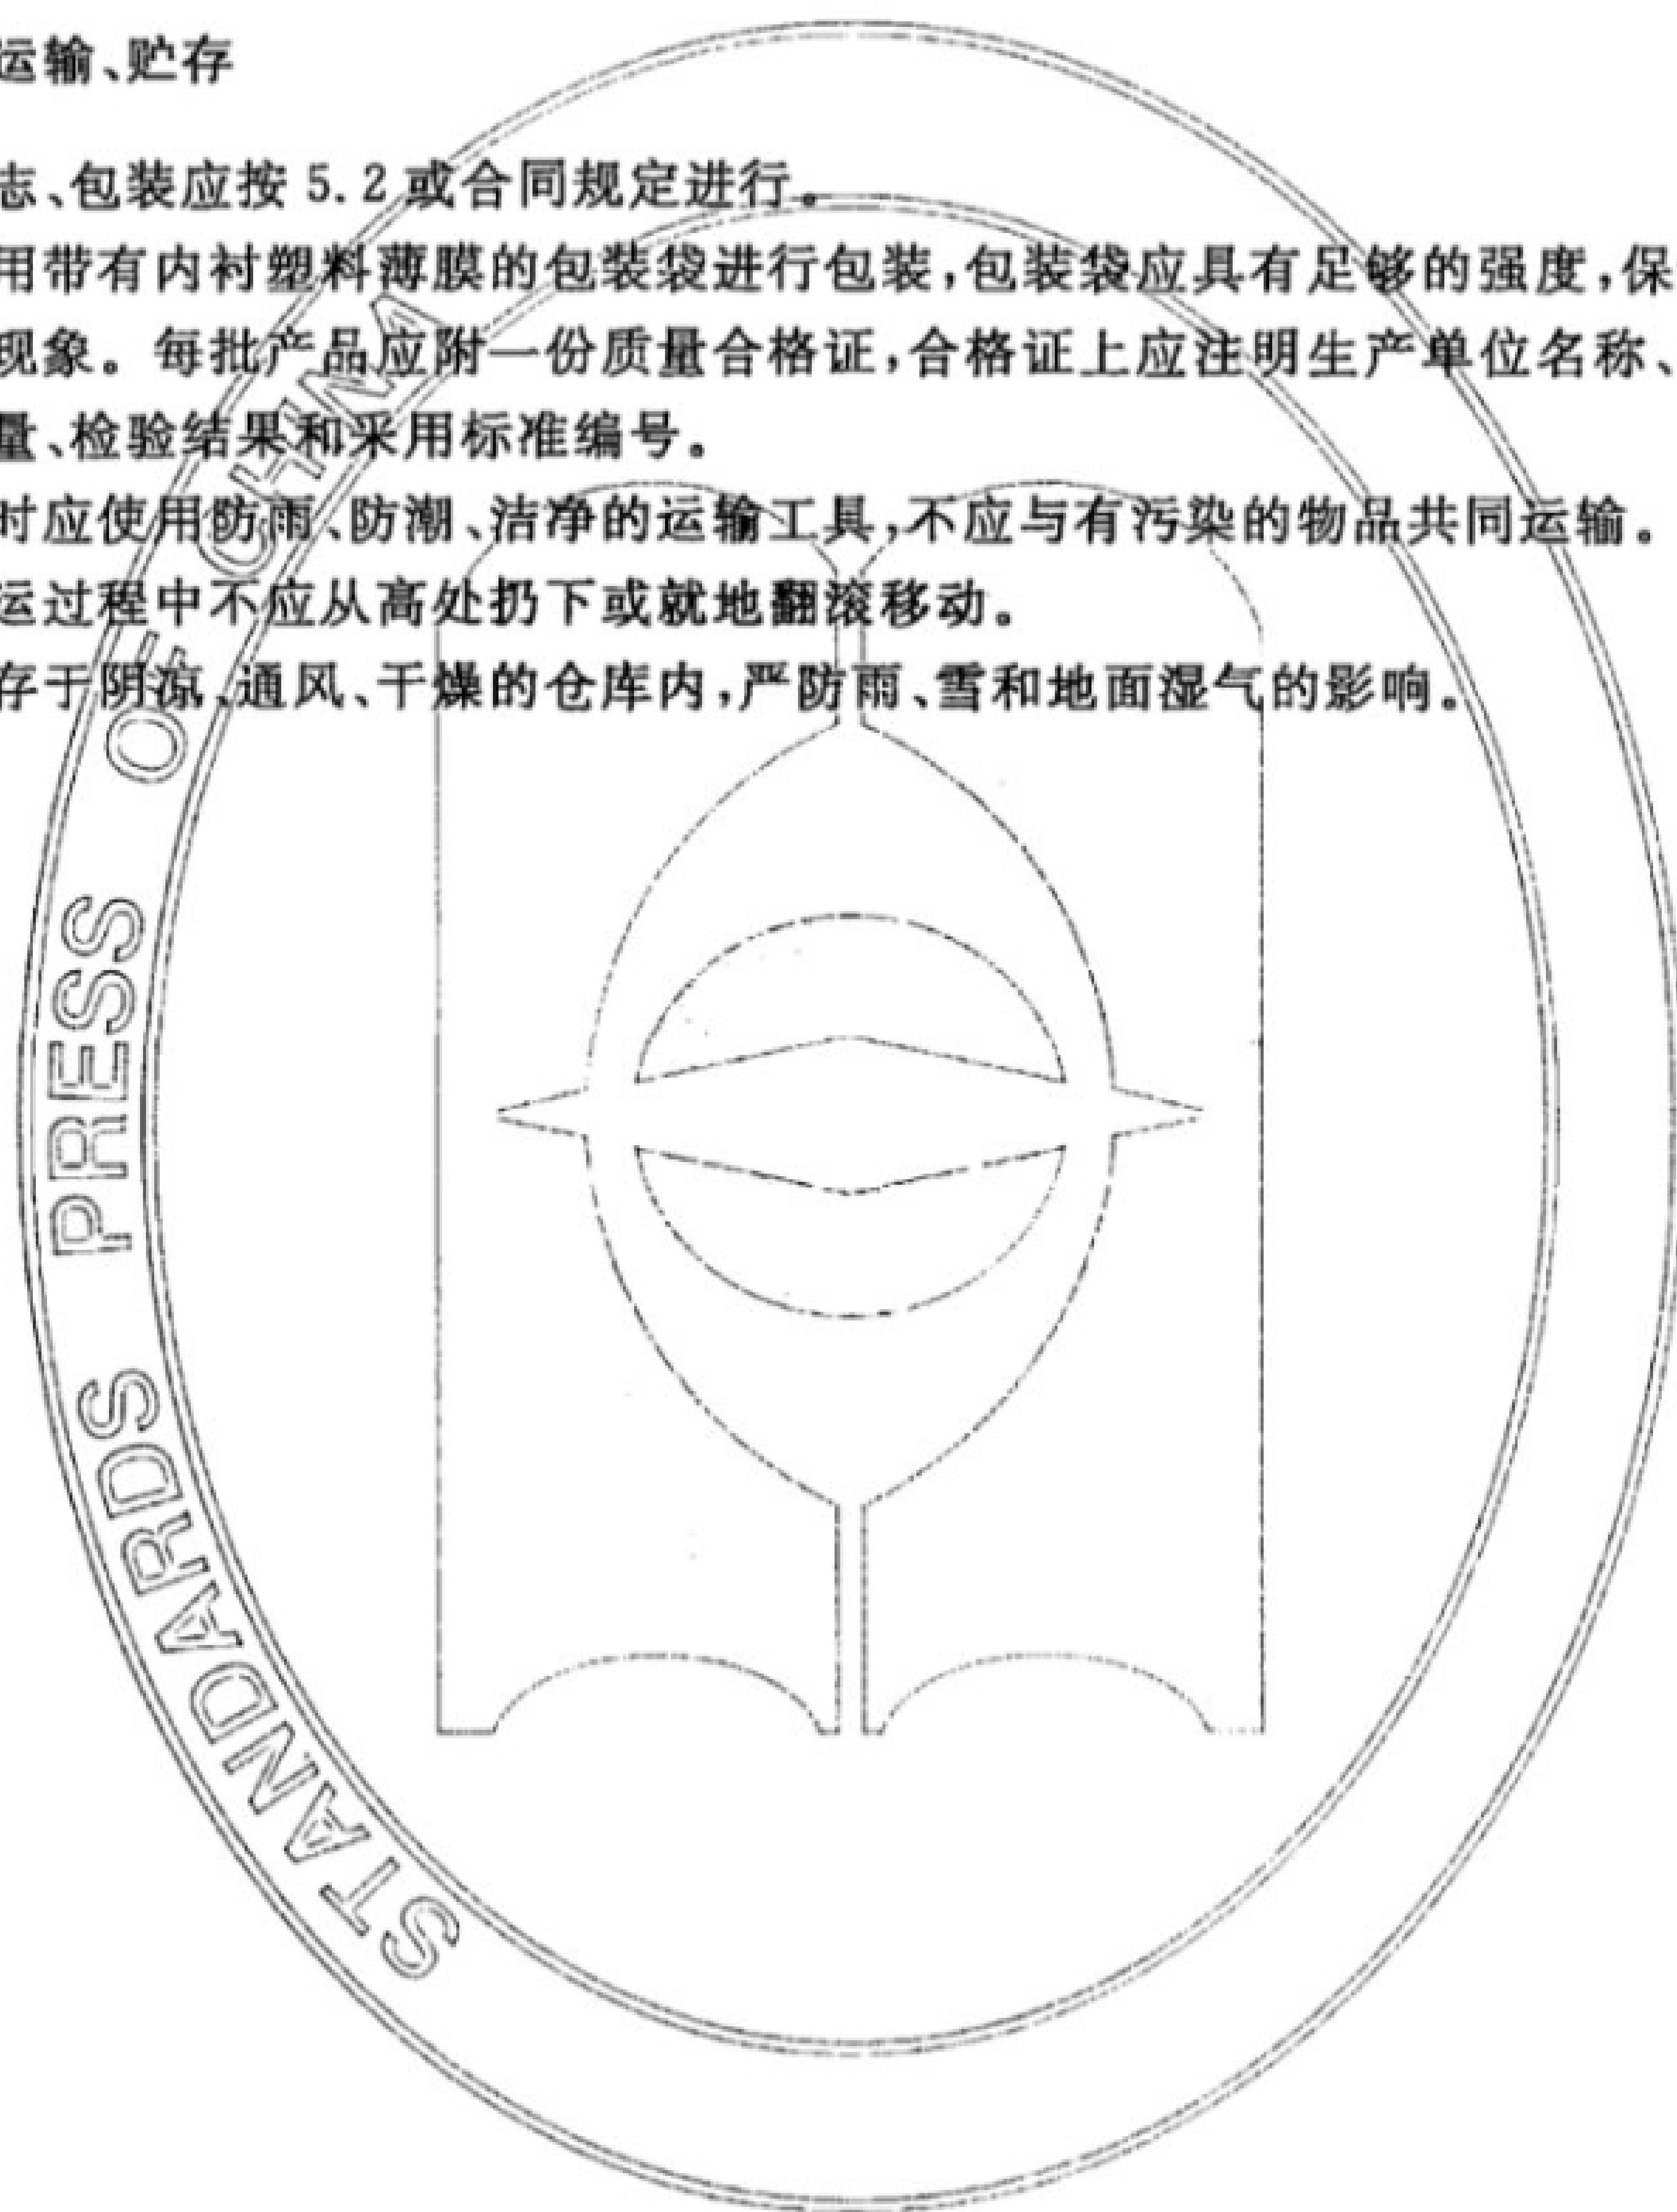 运输、贮存
志、包装应按 5.2 或合同规定进行。
用带有内衬塑料薄膜的包装袋进行包装,包装袋应具有足够的强度,保
现象。每批产品应附一份质量合格证,合格证上应注明生产单位名称、
量、检验结果和采用标准编号。
时应使用防雨、防潮、洁净的运输工具,不应与有污染的物品共同运输。
运过程中不应从高处扔下或就地翻滚移动。
存于阴凉、通风、干燥的仓库内,严防雨、雪和地面湿气的影响。
STANDARDS PRESS OF CHINA